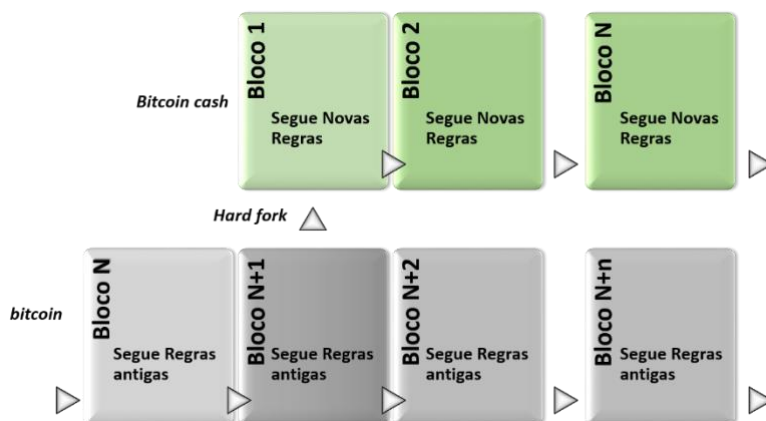 Bitcoin cash
Bloco 1
Segue Novas
Regras
Bloco 2
Segue Novas
Regras
Bloco N
Segue Novas
Regras
Hard fork
bitcoin
Bloco N
Segue Regras
antigas
Bloco N+1
Segue Regras
antigas
Bloco N+2
Segue Regras
antigas
Bloco N+n
Segue Regras
antigas